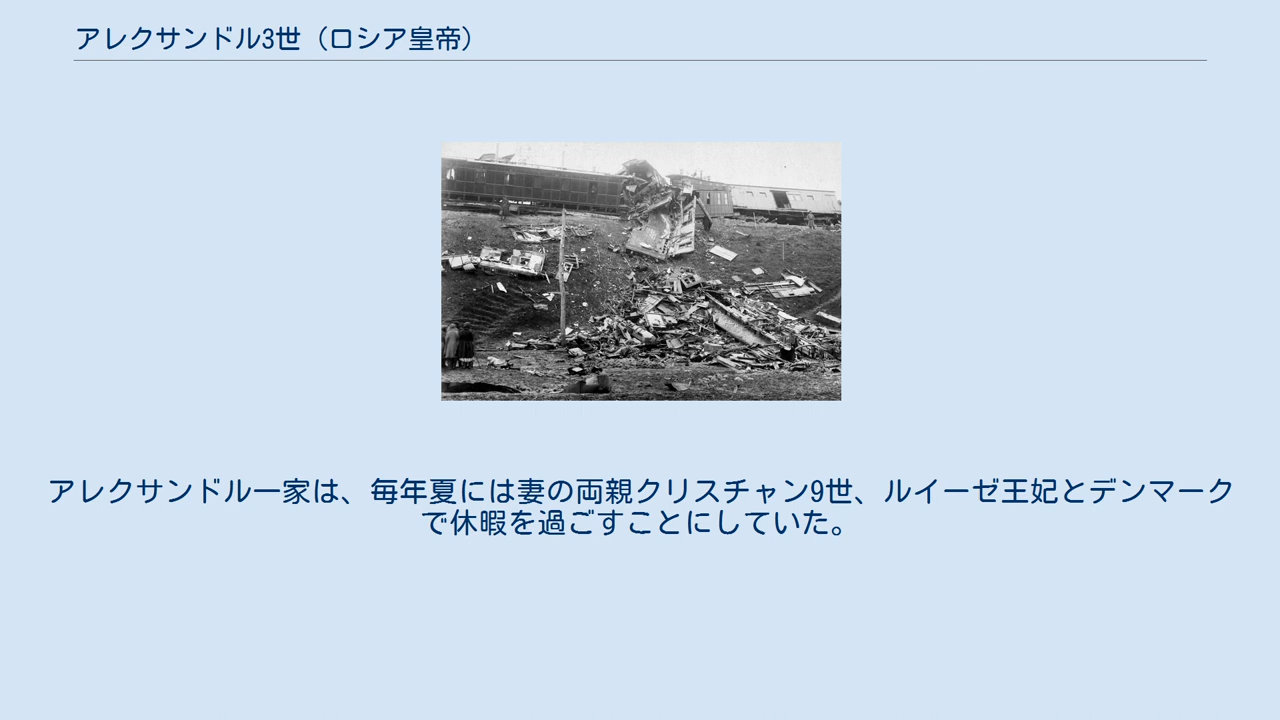 アレクサンドル3世（ロシア皇帝）
アレクサンドル一家は、毎年夏には妻の両親クリスチャン9世、ルイーゼ王妃とデンマーク
で休暇を過ごすことにしていた。